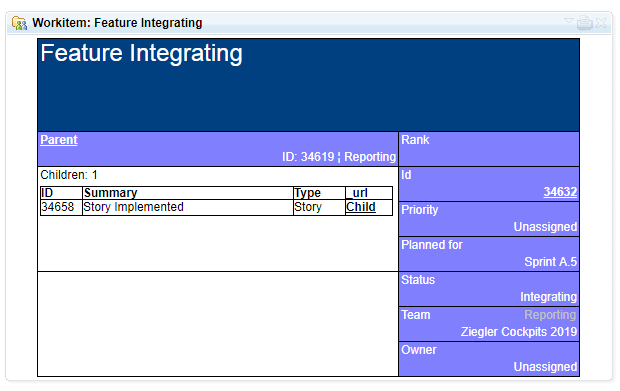 Workitem: Feature Integrating
Feature Integrating
Parent
ID: 34619 ¦ Reporting
Rank
Children: 1
ID Summary Type _url
34658 Story Implemented Story Child
Id
34632
Priority
Unassigned
Planned for
Sprint A.5
Status
Integrating
Team Reporting
Ziegler Cockpits 2019
Owner
Unassigned